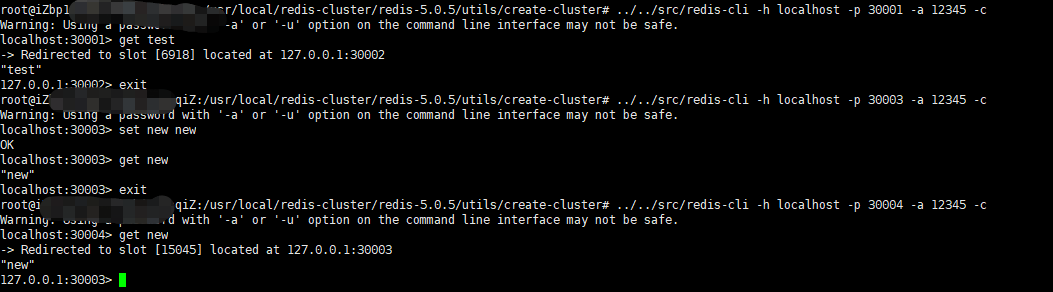 root@iZbp1 :/usr/local/redis-cluster/redis-5.0.5/utils/create-cluster# ../../src/redis-cli -h localhost -p 30001 -a 12345 -c
Warning: Using a password with '-a' or '-u' option on the command line interface may not be safe.
localhost:30001> get test
-> Redirected to slot [6918] located at 127.0.0.1:30002
"test"
127.0.0.1:30002> exit
root@iZ qiZ:/usr/local/redis-cluster/redis-5.0.5/utils/create-cluster# ../../src/redis-cli -h localhost -p 30003 -a 12345 -c
Warning: Using a password with '-a' or '-u' option on the command line interface may not be safe.
localhost:30003> set new new
OK
localhost:30003> get new
"new"
localhost:30003> exit
root@i qiZ:/usr/local/redis-cluster/redis-5.0.5/utils/create-cluster# ../../src/redis-cli -h localhost -p 30004 -a 12345 -c
Warning: Using a password with '-a' or '-u' option on the command line interface may not be safe.
localhost:30004> get new
-> Redirected to slot [15045] located at 127.0.0.1:30003
"new"
127.0.0.1:30003>